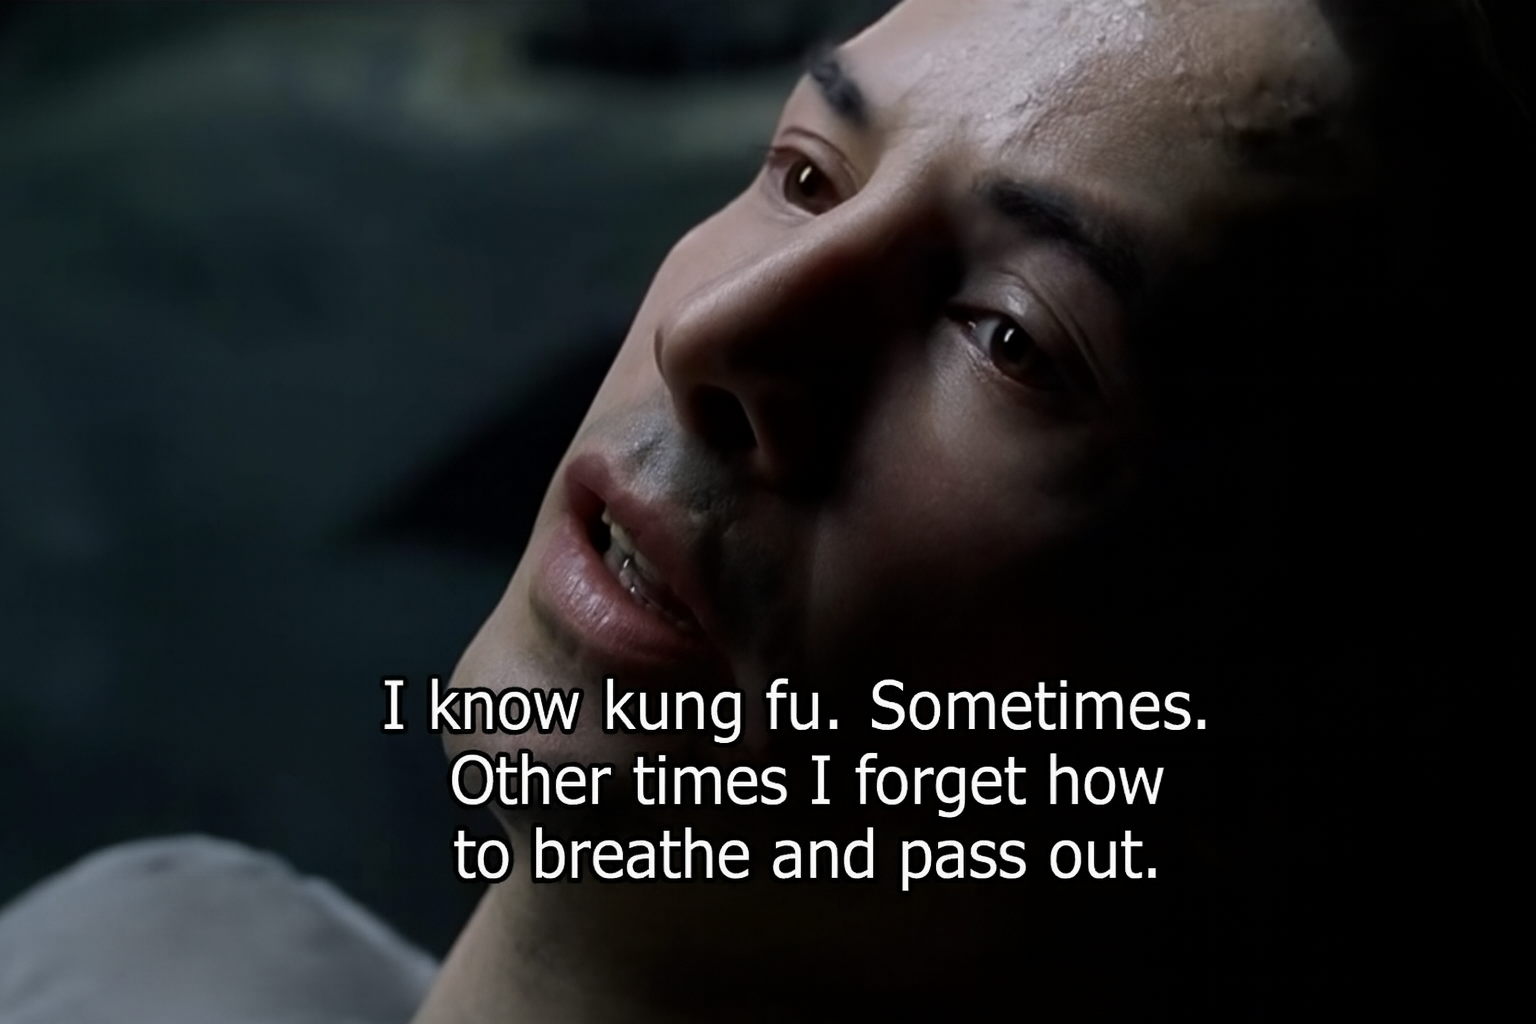 I know kung fu. Sometimes.
Other times I forget how
to breathe and pass out.